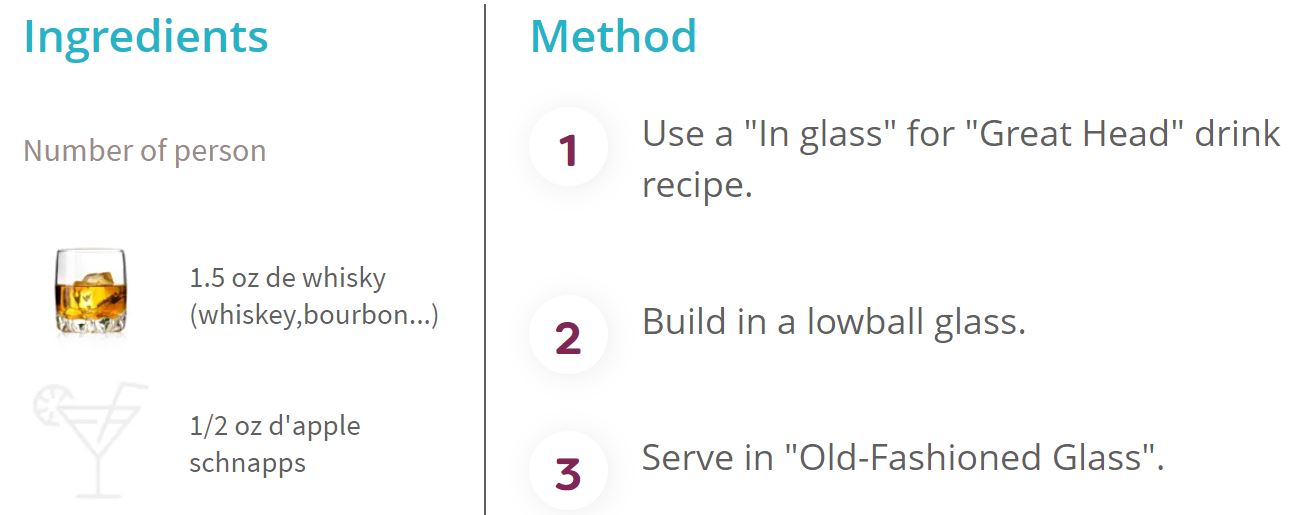 Ingredients
Number of person
1.5 oz de whisky
(whiskey,bourbon...)
1/2 oz d'apple
schnapps
Method
1
Use a "In glass" for "Great Head" drink
recipe.
2
Build in a lowball glass.
3
Serve in "Old-Fashioned Glass".